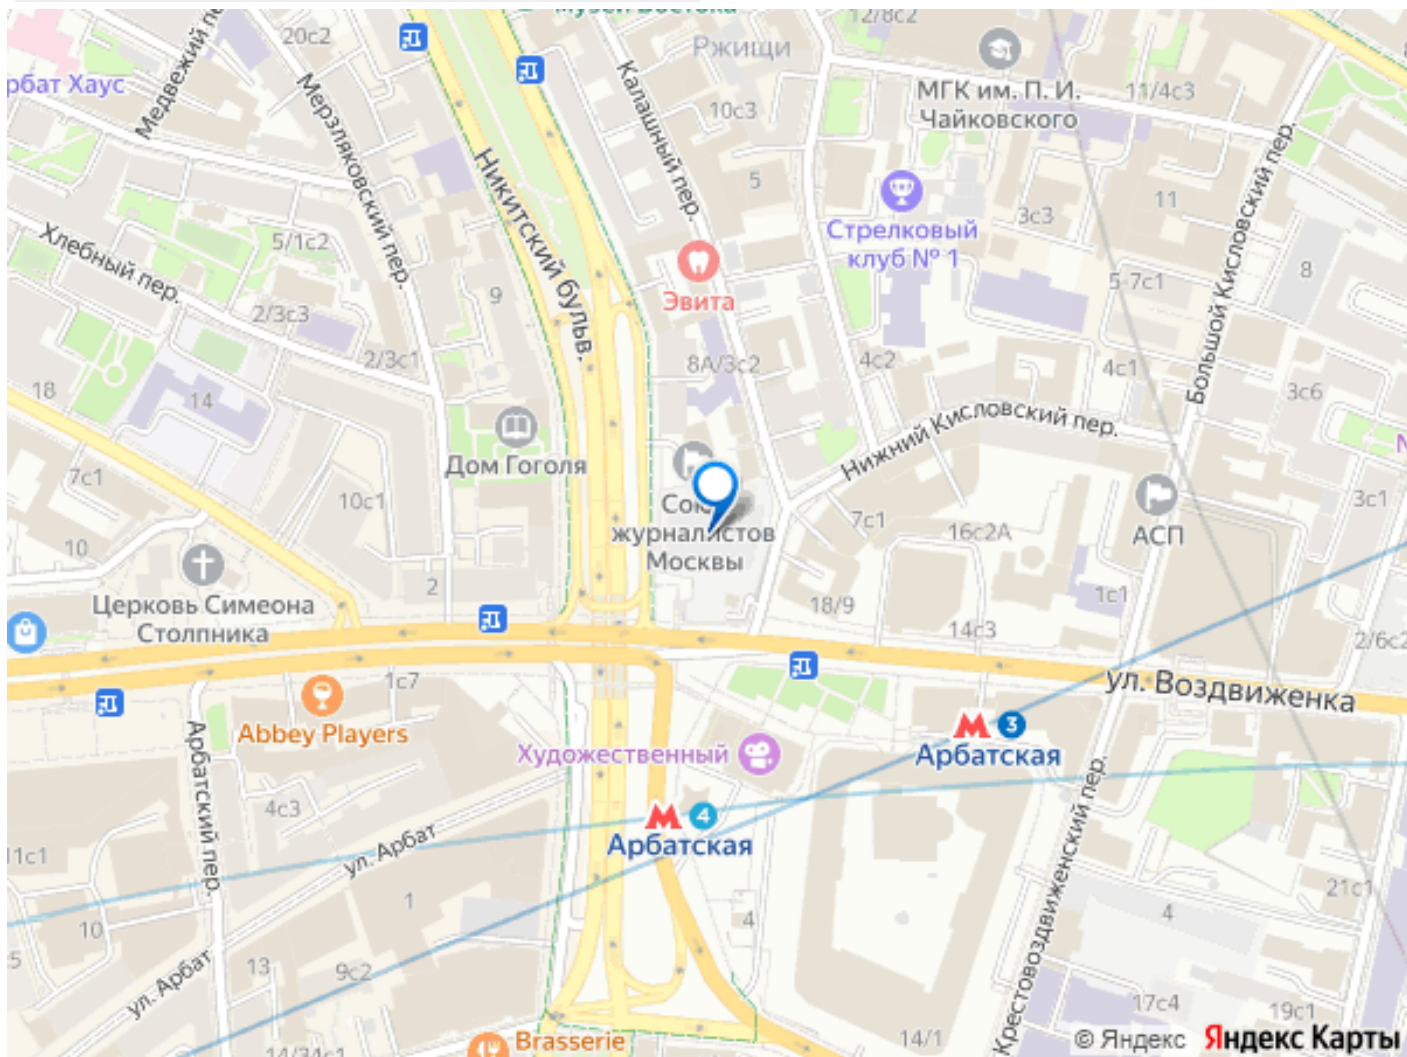 Музей Востока
12/8с2
20с2
Ржищи
Медвежий п
рбат Хаус
Мерзляковский пер.
Калашный пер.
10с3
МГК им. П. И.
Чайковского
11/4с3
Никитский бульв.
5
Стрелковый
клуб № 1
3с3
11
Большой Кисловский пер.
Хлебный пер.
5/1с2
9
Эвита
5-7с1
8
2/3с3
2/3с1
8А/3с2
4с2
4с1
3с6
18
14
Нижний Кисловский пер.
Дом Гоголя
7с1
10с1
Союз
журналистов
Москвы
7с1
16с2А
АСП
3с1
10
2
Церковь Симеона
Столпника
18/9
14с3
1с1
2/6с2
1с7
ул. Воздвиженка
Abbey Players
Арбатский пер.
Художественный
3
Арбатская
4с3
4
Арбатская
Крестовоздвиженский пер.
11с1
ул. Арбат
1
21с1
10
4
4
5
13
9с2
ул. Арбат
17с4
19с1
14/34с1
Brasserie
14/1
© Яндекс Яндекс Карты